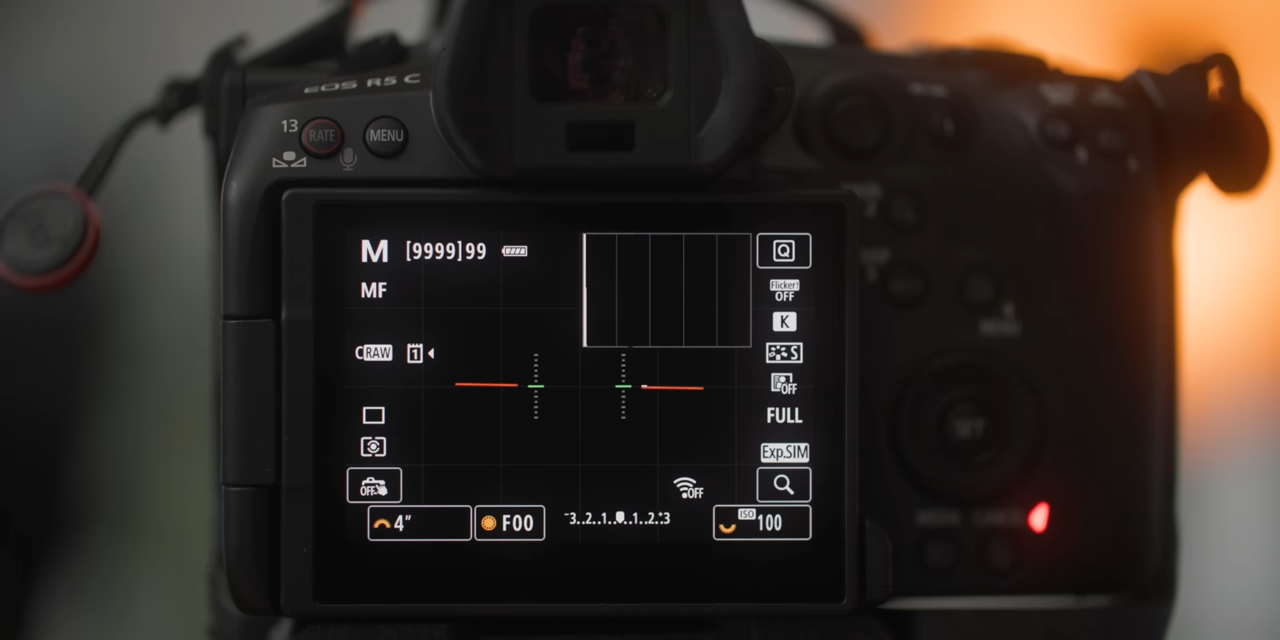 EOS R5 C
13 RATE MENU
M [9999]99
Q
MF
Flicker!
OFF
K
CRAW 1
S
OFF
FULL
Exp.SIM
OFF
OFF
4" F00 -3..2..1..0..1..2..:3 ISO 100
SET